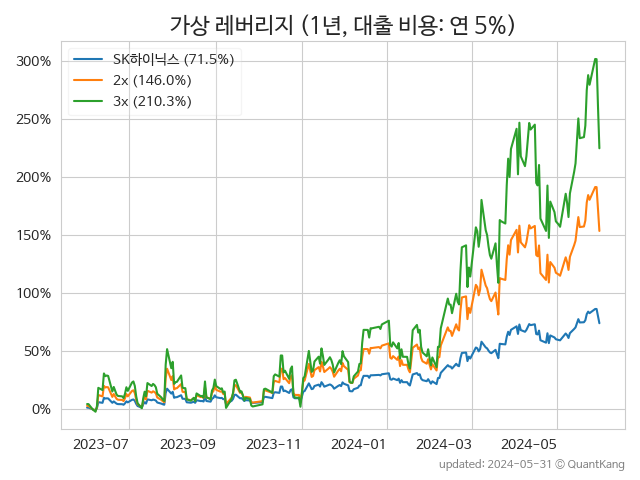 가상 레버리지 (1년, 대출 비용: 연 5%)
300%
250%
200%
150%
100%
50%
0%
SK하이닉스 (71.5%)
2x (146.0%)
3x (210.3%)
2023-07
2023-09
2023-11
2024-01
2024-03
2024-05
updated: 2024-05-31 © QuantKang